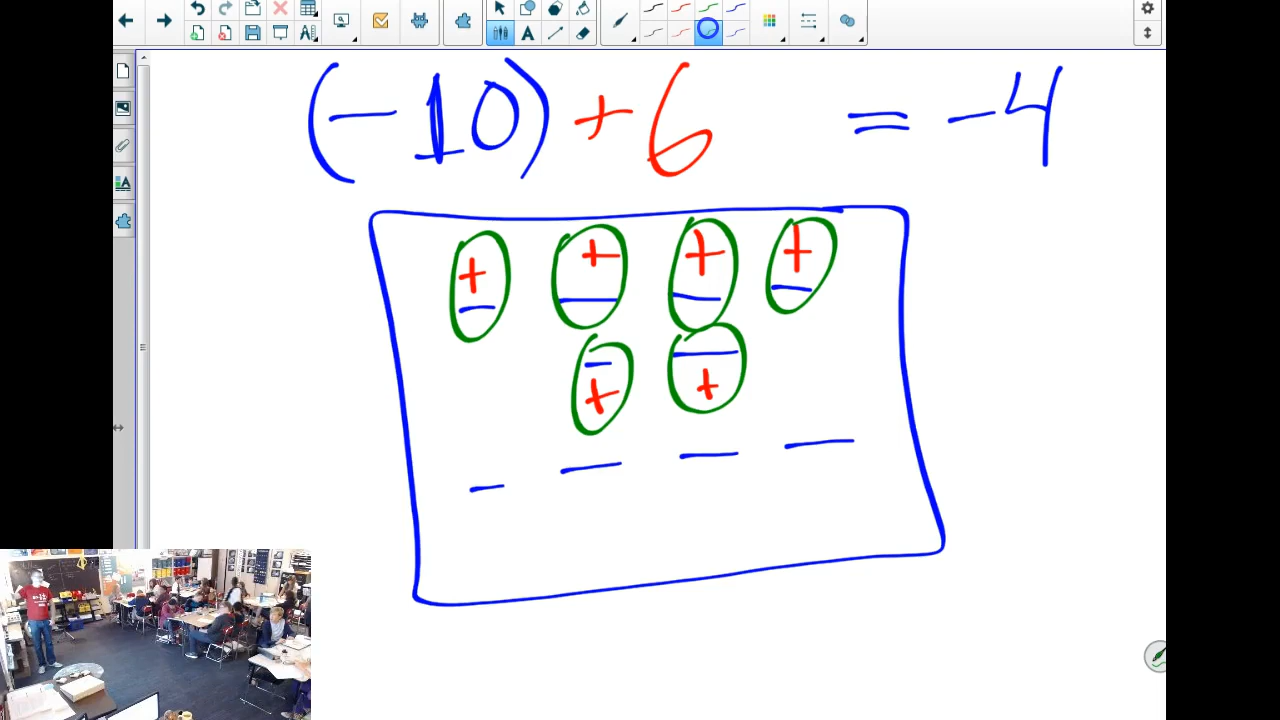 (-10) + 6 = -4
+ + + +
- - - -
- -
+ +
- - - -